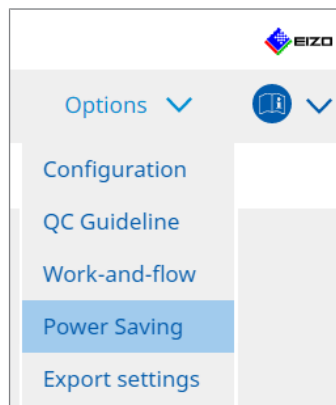 EIZO
Options
Configuration
QC Guideline
Work-and-flow
Power Saving
Export settings